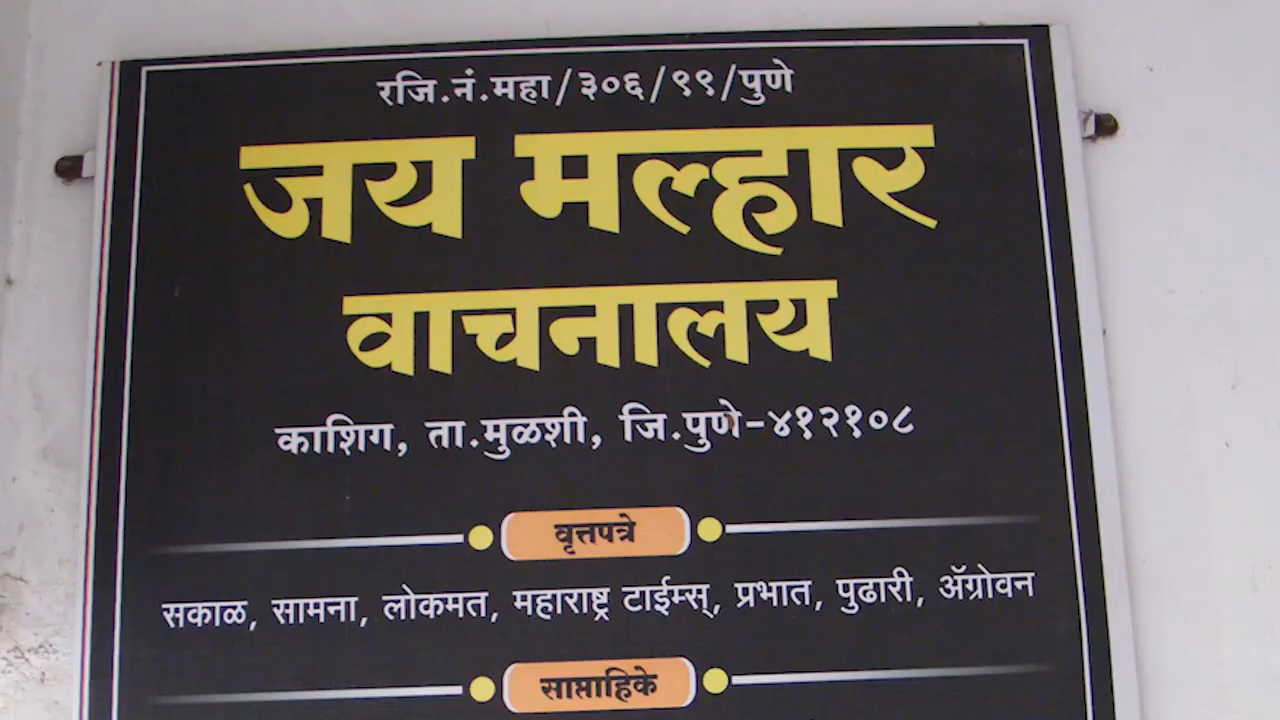 रजि.नं.महा/३०६/९९/पुणे
जय मल्हार
वाचनालय
काशिग, ता.मुळशी, जि.पुणे-४१२१०८
वृत्तपत्रे
सकाळ, सामना, लोकमत, महाराष्ट्र टाईम्स्, प्रभात, पुढारी, ॲग्रोवन
साप्ताहिके